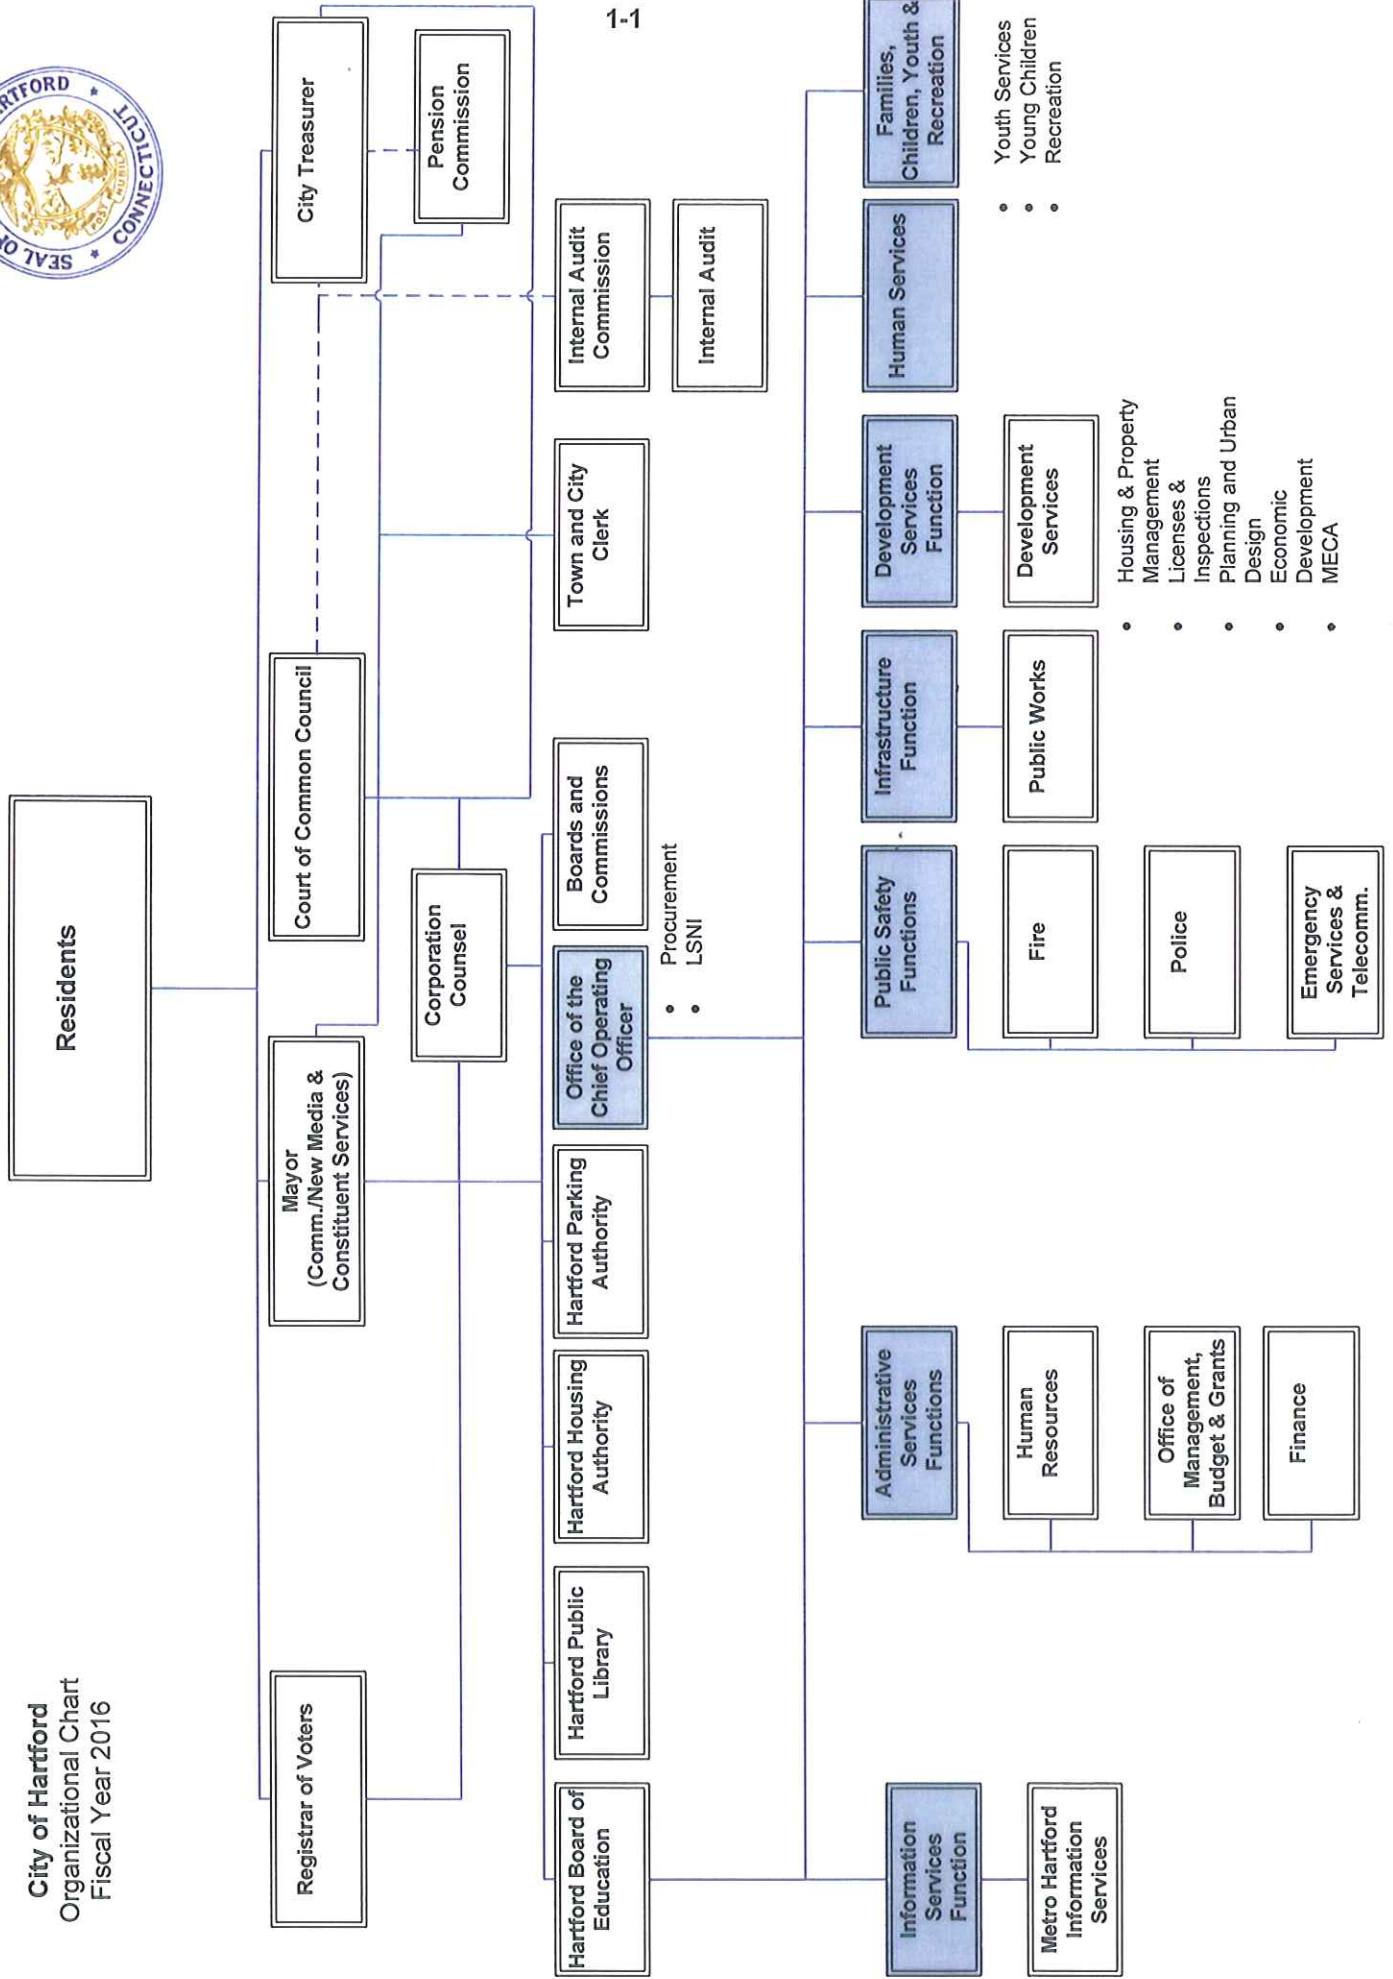 City of Hartford
Organizational Chart
Fiscal Year 2016
SEAL OF
RTFORD
CONNECTICUT
POST
NUBILA
Residents
Registrar of Voters
Mayor
(Comm./New Media &
Constituent Services)
Court of Common Council
City Treasurer
Corporation
Counsel
Pension
Commission
1-1
Hartford Board of
Education
Hartford Public
Library
Hartford Housing
Authority
Hartford Parking
Authority
Office of the
Chief Operating
Officer
Boards and
Commissions
Town and City
Clerk
Internal Audit
Commission
• Procurement
• LSNI
Internal Audit
Information
Services
Function
Administrative
Services
Functions
Public Safety
Functions
Infrastructure
Function
Development
Services
Function
Human Services
Families,
Children, Youth &
Recreation
Metro Hartford
Information
Services
Human
Resources
Office of
Management,
Budget & Grants
Finance
Fire
Police
Emergency
Services &
Telecomm.
Public Works
Development
Services
• Housing & Property
Management
• Licenses &
Inspections
• Planning and Urban
Design
• Economic
Development
• MECA
• Youth Services
• Young Children
• Recreation